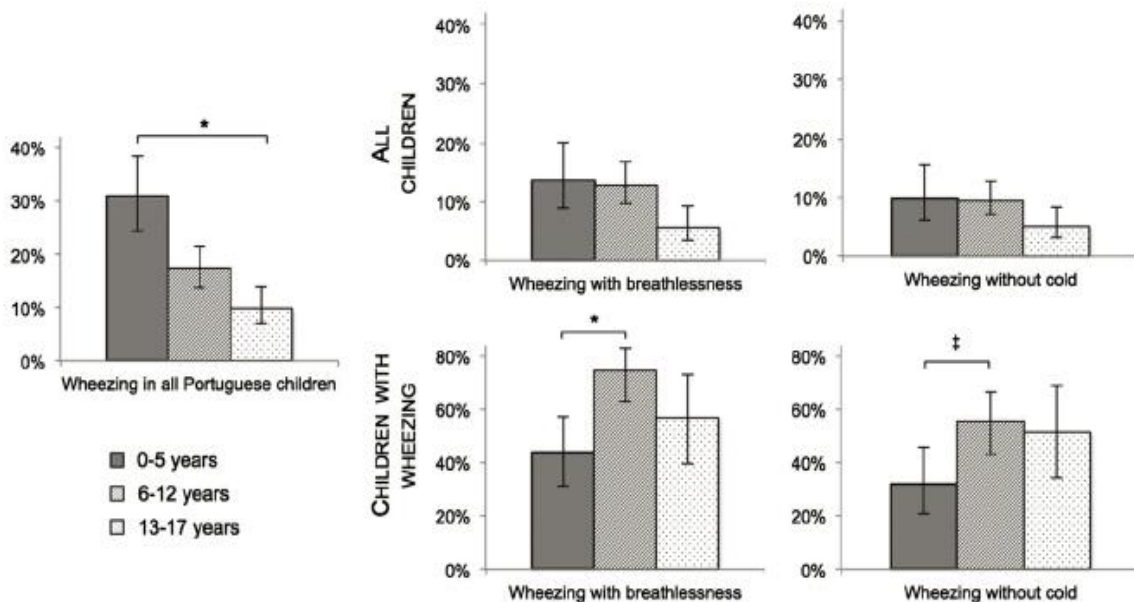 *
40%
30%
20%
10%
0%
Wheezing in all Portuguese children
0-5 years
6-12 years
13-17 years
ALL
CHILDREN
40%
30%
20%
10%
0%
Wheezing with breathlessness
40%
30%
20%
10%
0%
Wheezing without cold
CHILDREN WITH
WHEEZING
*
80%
60%
40%
20%
0%
Wheezing with breathlessness
‡
80%
60%
40%
20%
0%
Wheezing without cold